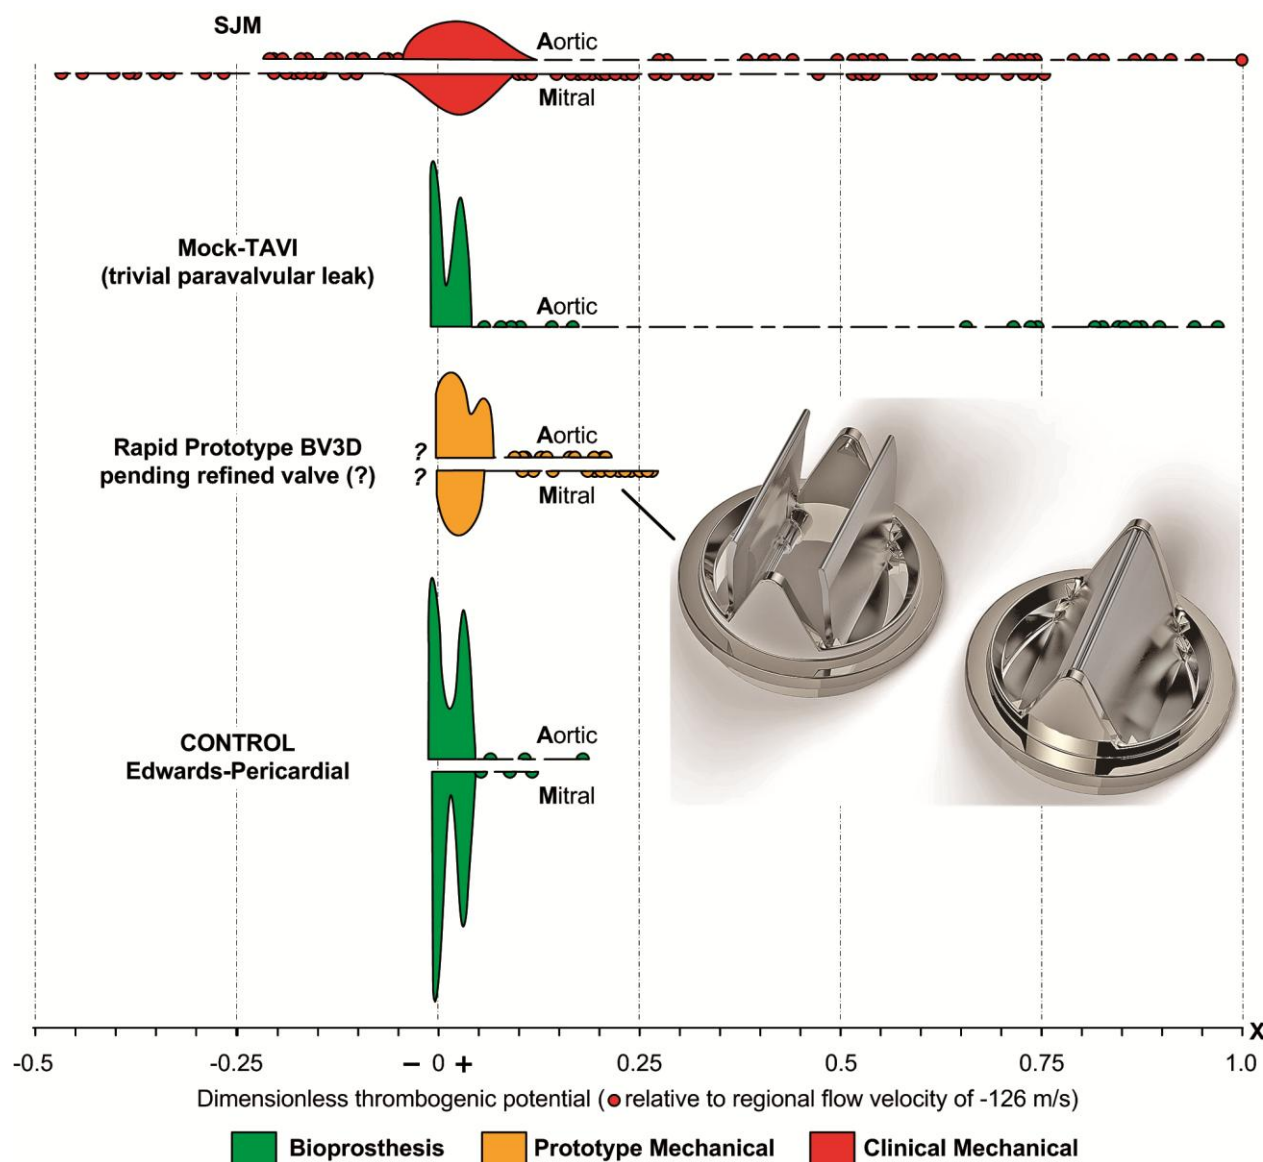 SJM
Aortic
Mitral
Mock-TAVI
(trivial paravalvular leak)
Aortic
Rapid Prototype BV3D
pending refined valve (?)
?
?
Aortic
Mitral
CONTROL
Edwards-Pericardial
Aortic
Mitral
X
-0.5
-0.25
– 0 +
0.25
0.5
0.75
1.0
Dimensionless thrombogenic potential ( relative to regional flow velocity of -126 m/s)
Bioprosthesis
Prototype Mechanical
Clinical Mechanical